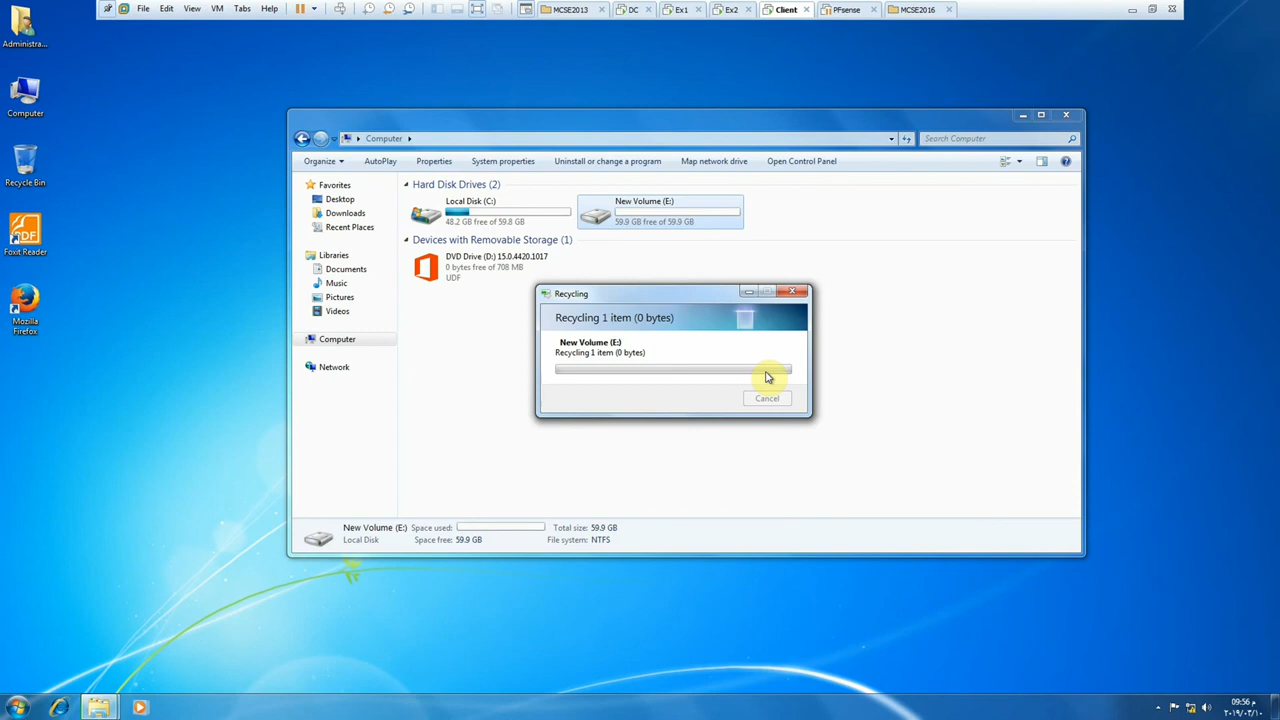 File Edit View VM Tabs Help MCSE2013 DC Ex1 Ex2 Client PFsense MCSE2016
Administra...
Computer
Recycle Bin
Foxit Reader
Mozilla
Firefox
Computer
Search Computer
Organize AutoPlay Properties System properties Uninstall or change a program Map network drive Open Control Panel
Favorites
Desktop
Downloads
Recent Places
Libraries
Documents
Music
Pictures
Videos
Computer
Network
Hard Disk Drives (2)
Local Disk (C:)
48.2 GB free of 59.8 GB
New Volume (E:)
59.9 GB free of 59.9 GB
Devices with Removable Storage (1)
DVD Drive (D:) 15.0.4420.1017
0 bytes free of 708 MB
UDF
Recycling
Recycling 1 item (0 bytes)
New Volume (E:)
Recycling 1 item (0 bytes)
Cancel
New Volume (E:) Space used: Total size: 59.9 GB
Local Disk Space free: 59.9 GB File system: NTFS
09:56 م
٢٠١٩/٠٣/١٠